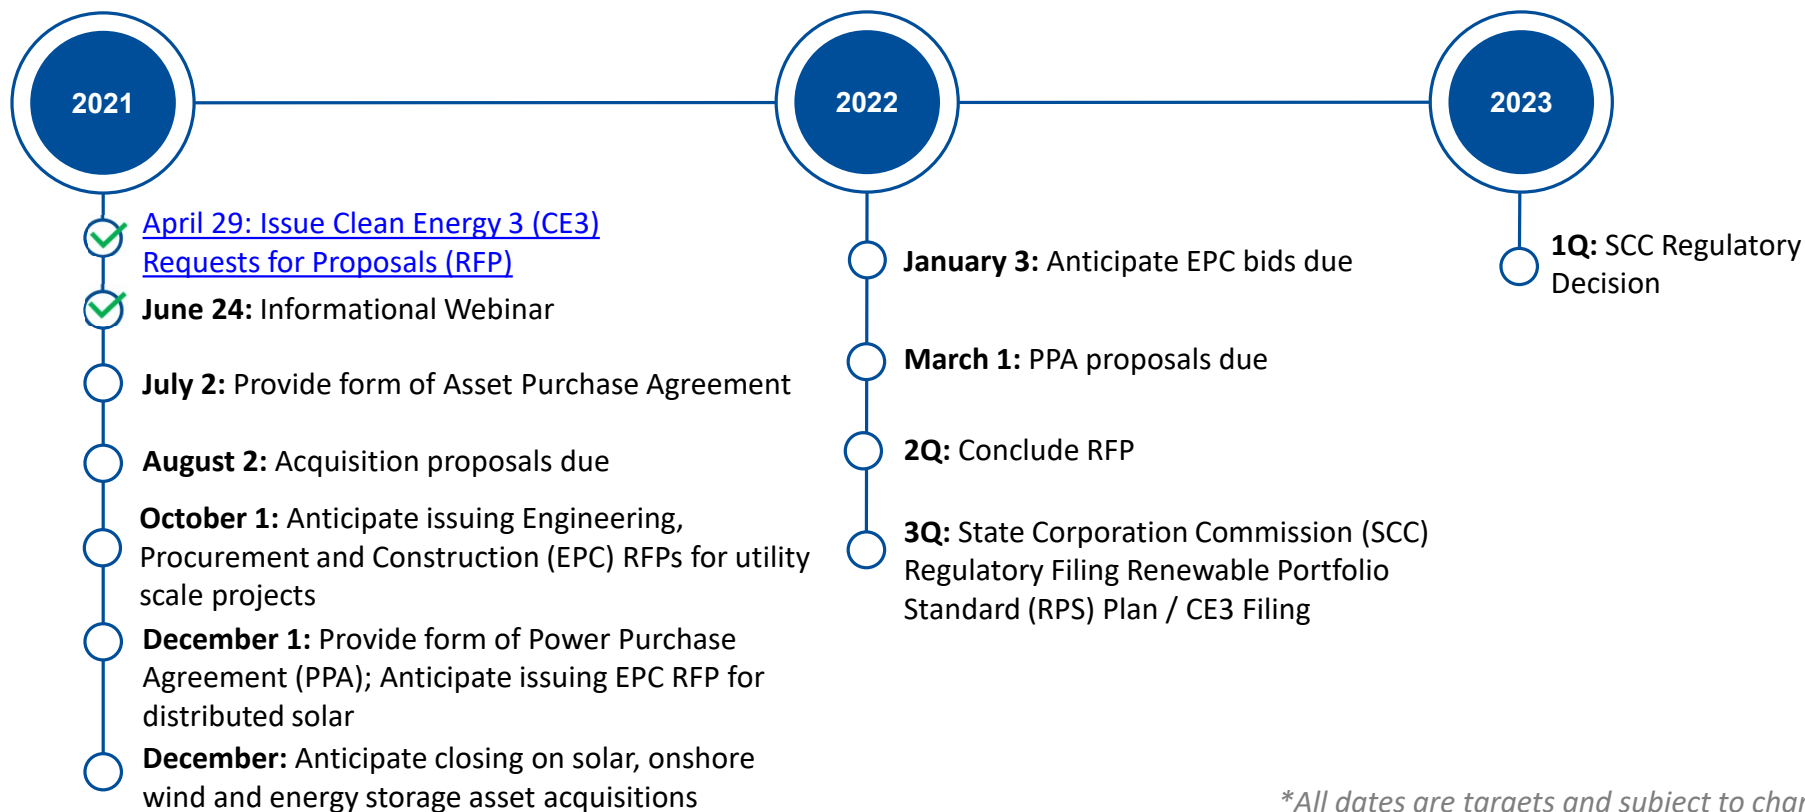 2021
2022
2023
April 29: Issue Clean Energy 3 (CE3)
Requests for Proposals (RFP)
June 24: Informational Webinar
July 2: Provide form of Asset Purchase Agreement
August 2: Acquisition proposals due
October 1: Anticipate issuing Engineering,
Procurement and Construction (EPC) RFPs for utility
scale projects
December 1: Provide form of Power Purchase
Agreement (PPA); Anticipate issuing EPC RFP for
distributed solar
December: Anticipate closing on solar, onshore
wind and energy storage asset acquisitions
January 3: Anticipate EPC bids due
March 1: PPA proposals due
2Q: Conclude RFP
3Q: State Corporation Commission (SCC)
Regulatory Filing Renewable Portfolio
Standard (RPS) Plan / CE3 Filing
1Q: SCC Regulatory
Decision
*All dates are targets and subject to